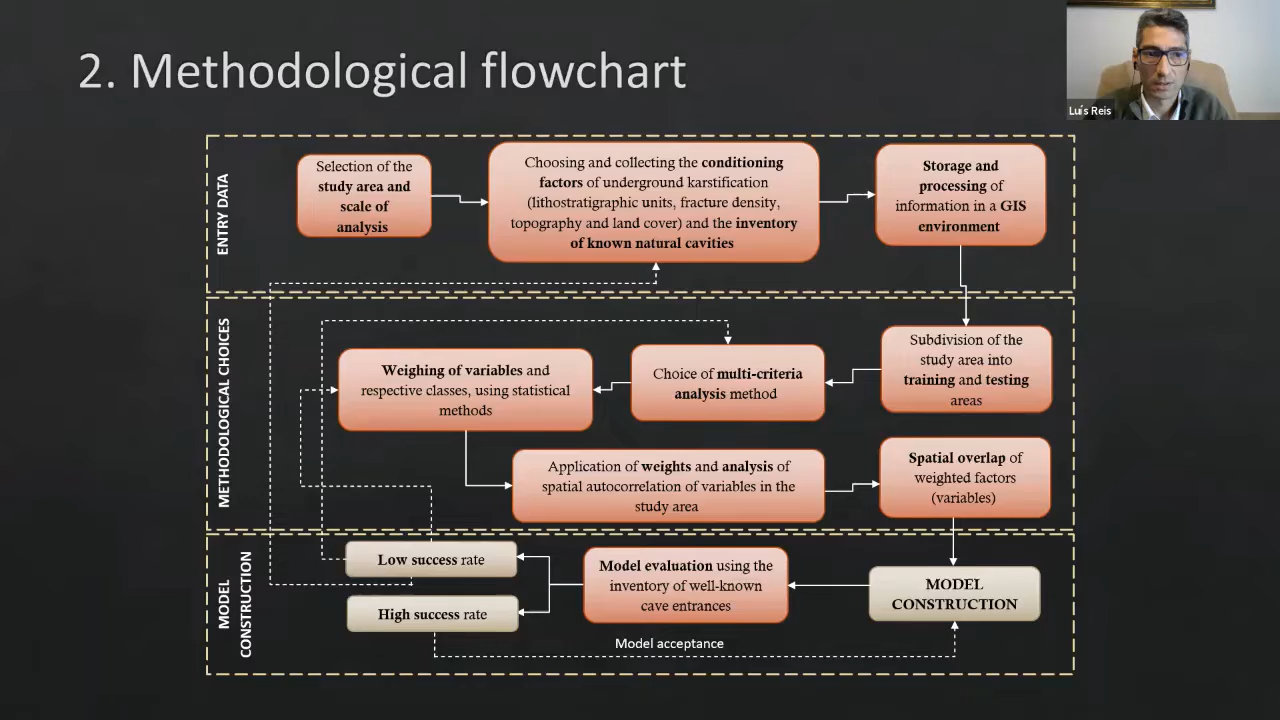 2. Methodological flowchart
Luís Reis
ENTRY DATA
Selection of the
study area and
scale of
analysis
Choosing and collecting the conditioning
factors of underground karstification
(lithostratigraphic units, fracture density,
topography and land cover) and the inventory
of known natural cavities
Storage and
processing of
information in a GIS
environment
METHODOLOGICAL CHOICES
Weighing of variables and
respective classes, using statistical
methods
Choice of multi-criteria
analysis method
Subdivision of the
study area into
training and testing
areas
Application of weights and analysis of
spatial autocorrelation of variables in the
study area
Spatial overlap of
weighted factors
(variables)
MODEL
CONSTRUCTION
Low success rate
High success rate
Model evaluation using the
inventory of well-known
cave entrances
MODEL
CONSTRUCTION
Model acceptance